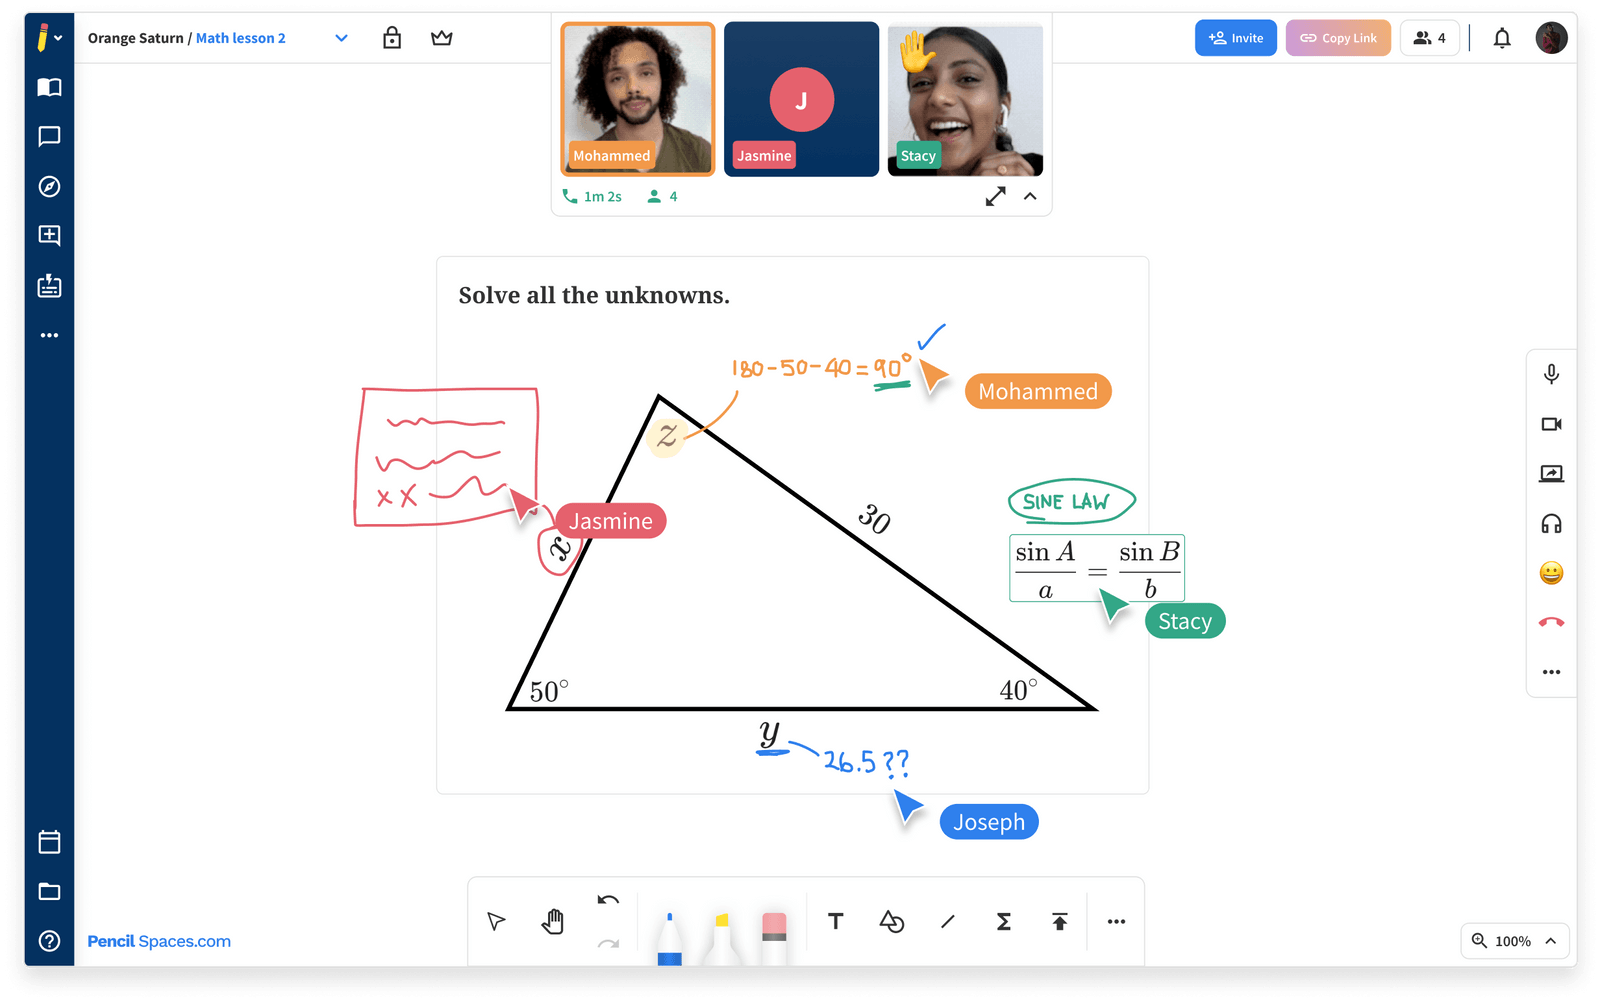 Orange Saturn / Math lesson 2
Invite
Copy Link
4
Mohammed
J
Jasmine
Stacy
1m 2s
4
Solve all the unknowns.
180-50-40=90°
Mohammed
z
Jasmine
x x
x
30
SINE LAW
sin A / a = sin B / b
Stacy
50°
40°
y
26.5??
Joseph
T
Σ
Pencil Spaces.com
100%